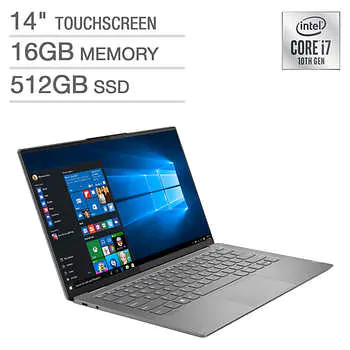 14" TOUCHSCREEN
16GB MEMORY
512GB SSD
intel
CORE i7
10TH GEN